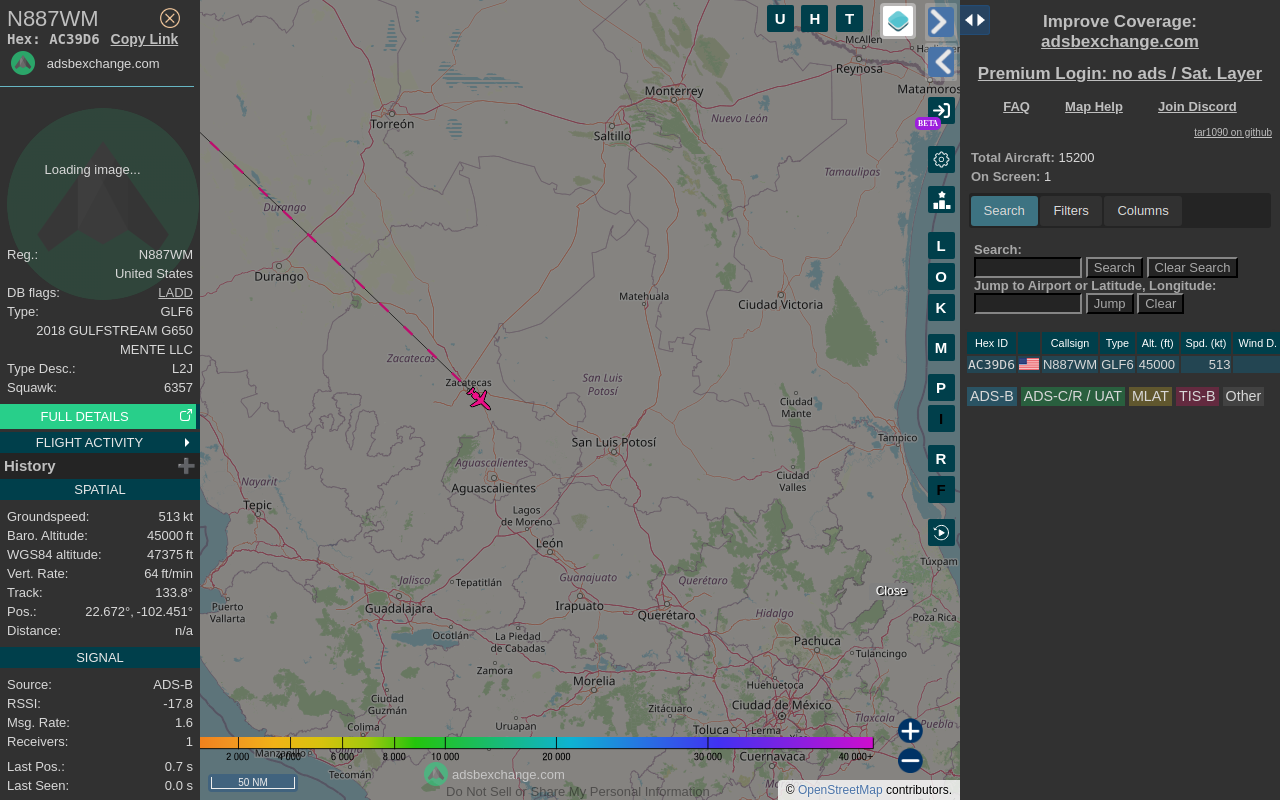 N887WM
Hex: AC39D6 Copy Link
adsbexchange.com
Loading image...
Reg.: N887WM
United States
DB flags: LADD
Type: GLF6
2018 GULFSTREAM G650
MENTE LLC
Type Desc.: L2J
Squawk: 6357
FULL DETAILS
FLIGHT ACTIVITY
History
SPATIAL
Groundspeed: 513 kt
Baro. Altitude: 45000 ft
WGS84 altitude: 47375 ft
Vert. Rate: 64 ft/min
Track: 133.8°
Pos.: 22.672°, -102.451°
Distance: n/a
SIGNAL
Source: ADS-B
RSSI: -17.8
Msg. Rate: 1.6
Receivers: 1
Last Pos.: 0.7 s
Last Seen: 0.0 s
U H T
McAllen
Reynosa
Matamoros
Monterrey
Nuevo León
Torreón
Saltillo
BETA
Tamaulipas
Durango
Durango
Matehuala
Ciudad Victoria
Zacatecas
Zacatecas
San Luis
Potosí
Ciudad
Mante
San Luis Potosí
Tampico
Aguascalientes
Aguascalientes
Ciudad
Valles
Nayarit
Tepic
Lagos
de Moreno
León
Túxpam
Jalisco
Tepatitlán
Guanajuato
Querétaro
Close
Puerto
Vallarta
Guadalajara
Irapuato
Querétaro
Hidalgo
Poza Rica
Ocotlán
La Piedad
de Cabadas
Pachuca
Tulancingo
Zamora
Morelia
Huehuetoca
Ciudad
Guzmán
Zitácuaro
Ciudad de México
Tlaxcala
Puebla
Colima
Uruapan
Toluca
Lerma
Manzanillo
Tecomán
Cuernavaca
2 000 4 000 6 000 8 000 10 000 20 000 30 000 40 000+
50 NM
adsbexchange.com
Do Not Sell or Share My Personal Information
© OpenStreetMap contributors.
L
O
K
M
P
I
R
F
Improve Coverage:
adsbexchange.com
Premium Login: no ads / Sat. Layer
FAQ Map Help Join Discord
tar1090 on github
Total Aircraft: 15200
On Screen: 1
Search Filters Columns
Search:
Search Clear Search
Jump to Airport or Latitude, Longitude:
Jump Clear
Hex ID Callsign Type Alt. (ft) Spd. (kt) Wind D.
AC39D6 N887WM GLF6 45000 513
ADS-B ADS-C/R / UAT MLAT TIS-B Other